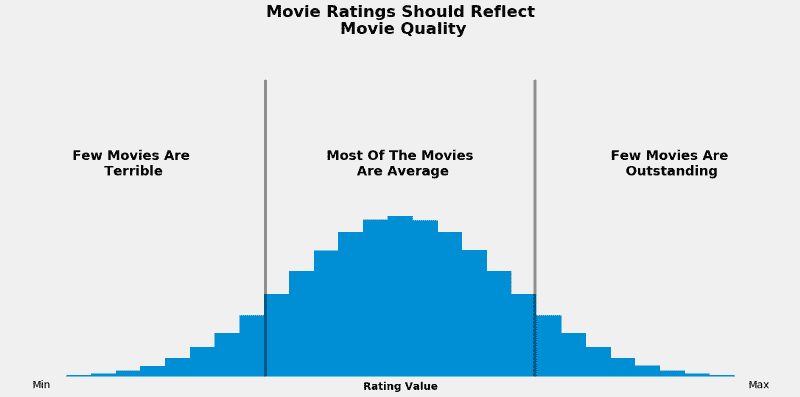 Movie Ratings Should Reflect
Movie Quality
Few Movies Are
Terrible
Most Of The Movies
Are Average
Few Movies Are
Outstanding
Min
Rating Value
Max